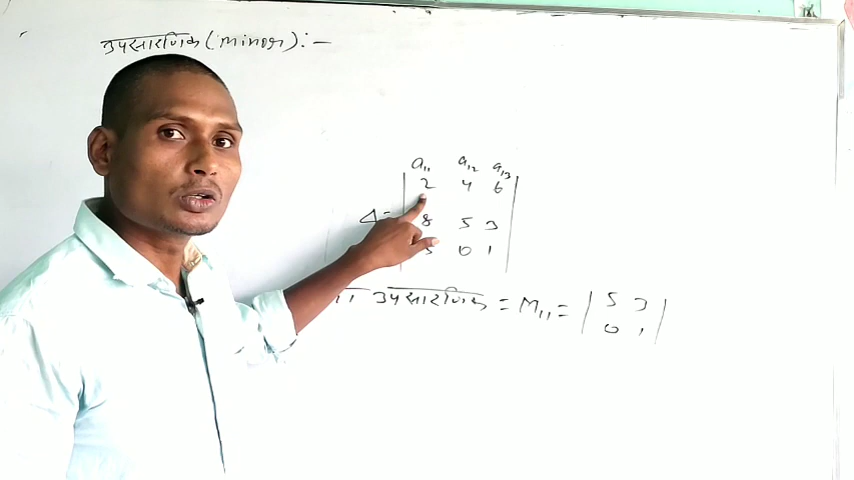 उपसारणिक (minor) :-
a₁₁ a₁₂ a₁₃
2 4 6
Δ = 8 5 3
0 1
उपसारणिक = M₁₁ = | 5 3 |
0 1